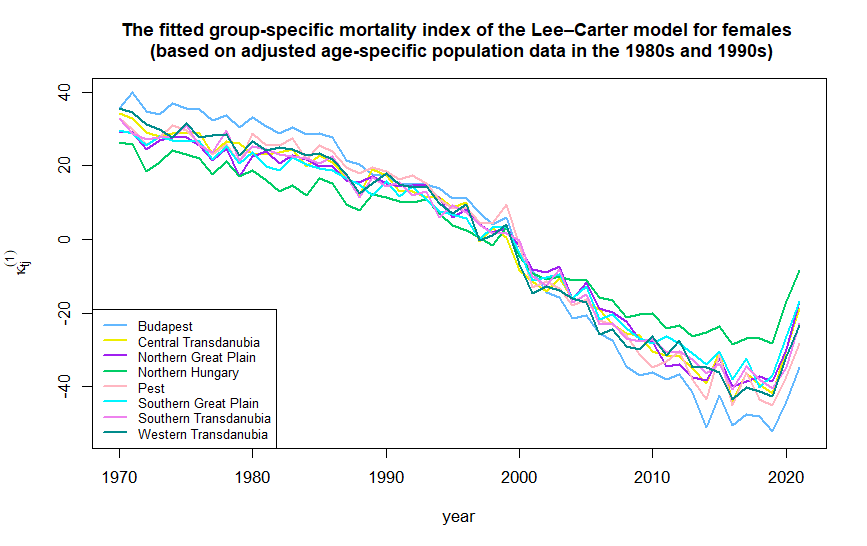 The fitted group-specific mortality index of the Lee–Carter model for females
(based on adjusted age-specific population data in the 1980s and 1990s)
40
20
0
-20
-40
κtj(1)
Budapest
Central Transdanubia
Northern Great Plain
Northern Hungary
Pest
Southern Great Plain
Southern Transdanubia
Western Transdanubia
1970 1980 1990 2000 2010 2020
year